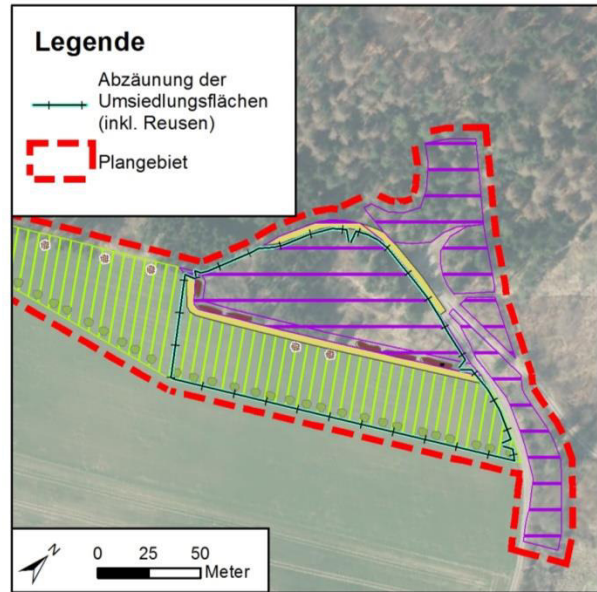 Legende
Abzäunung der
Umsiedlungsflächen
(inkl. Reusen)
Plangebiet
N
0 25 50
Meter